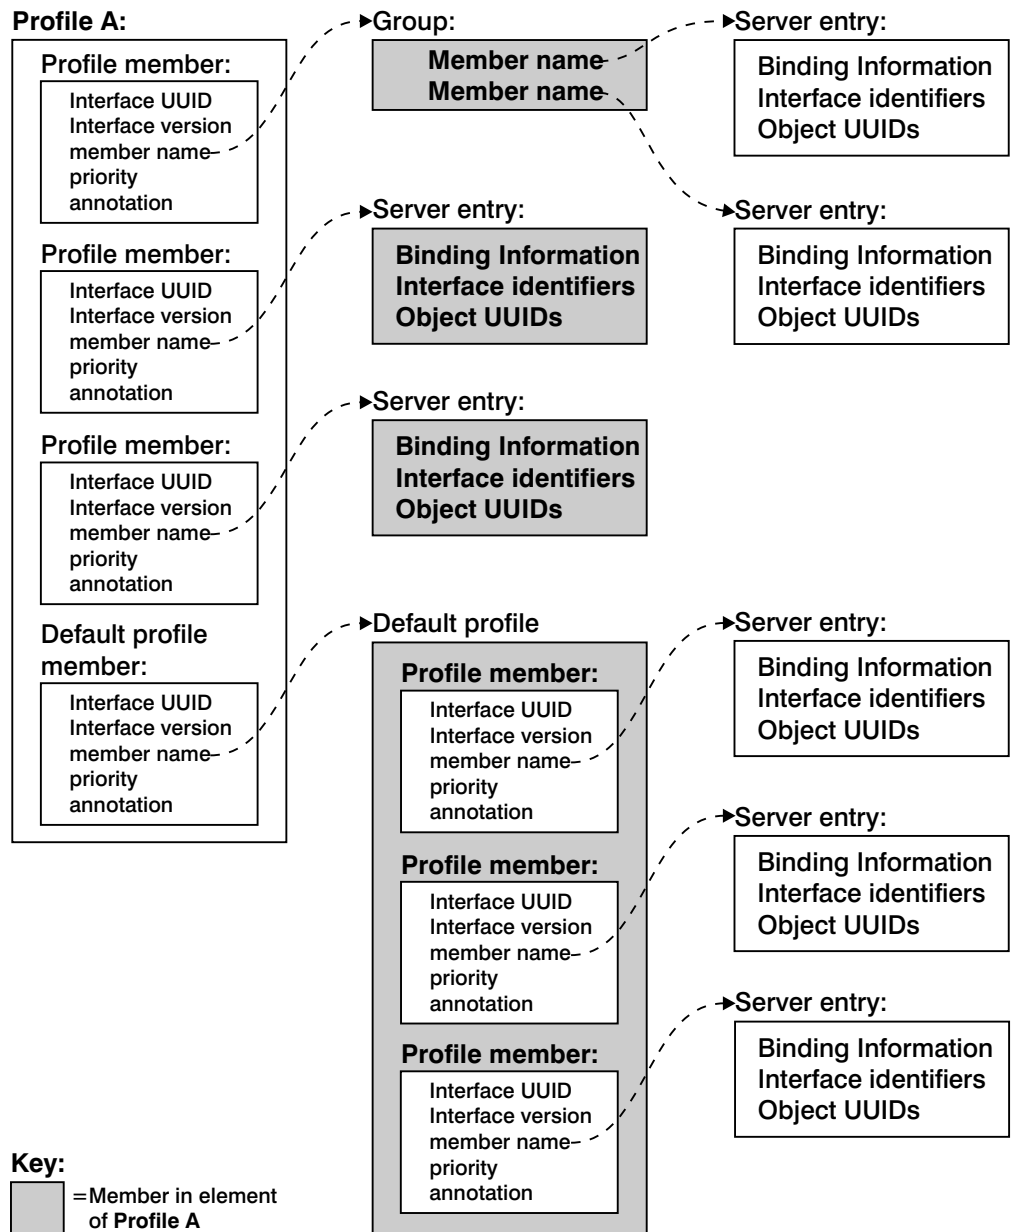 Profile A:
Profile member:
Interface UUID
Interface version
member name
priority
annotation
Profile member:
Interface UUID
Interface version
member name
priority
annotation
Profile member:
Interface UUID
Interface version
member name
priority
annotation
Default profile
member:
Interface UUID
Interface version
member name
priority
annotation
Group:
Member name
Member name
Server entry:
Binding Information
Interface identifiers
Object UUIDs
Server entry:
Binding Information
Interface identifiers
Object UUIDs
Default profile
Profile member:
Interface UUID
Interface version
member name
priority
annotation
Profile member:
Interface UUID
Interface version
member name
priority
annotation
Profile member:
Interface UUID
Interface version
member name
priority
annotation
Server entry:
Binding Information
Interface identifiers
Object UUIDs
Server entry:
Binding Information
Interface identifiers
Object UUIDs
Server entry:
Binding Information
Interface identifiers
Object UUIDs
Server entry:
Binding Information
Interface identifiers
Object UUIDs
Server entry:
Binding Information
Interface identifiers
Object UUIDs
Key:
=Member in element
of Profile A